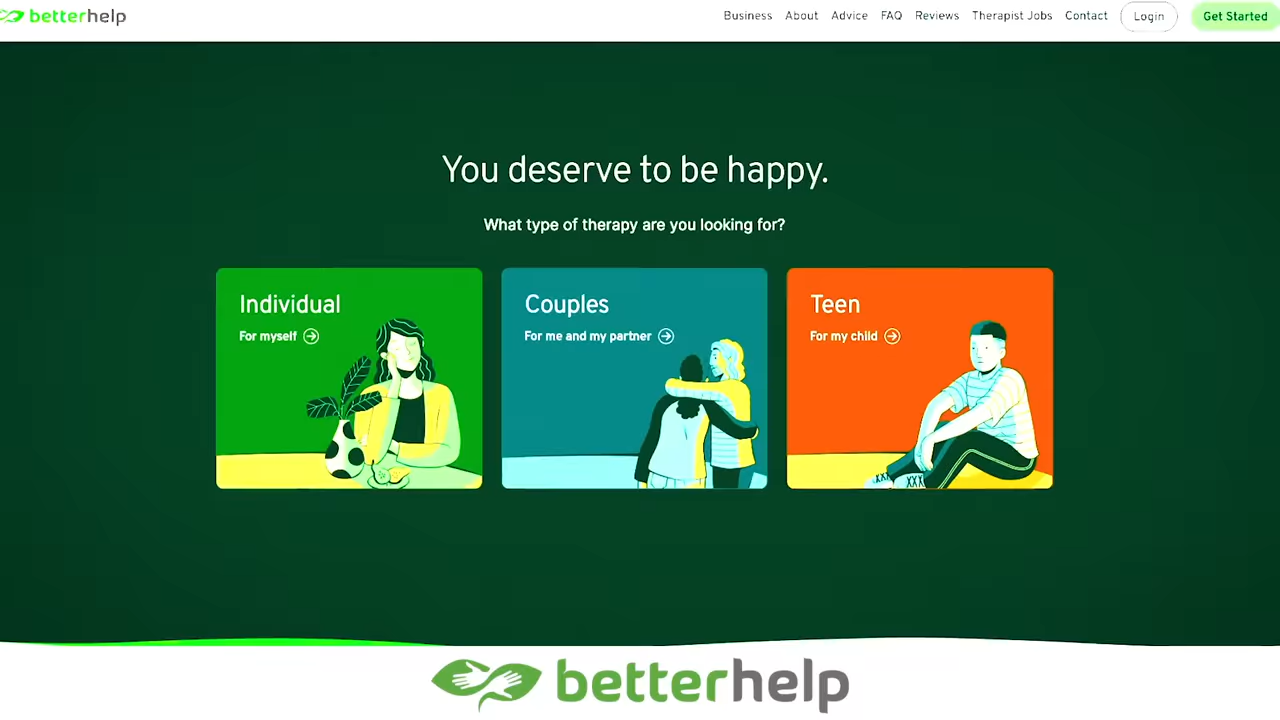 betterhelp
Business About Advice FAQ Reviews Therapist Jobs Contact Login Get Started
You deserve to be happy.
What type of therapy are you looking for?
Individual
For myself
Couples
For me and my partner
Teen
For my child
betterhelp